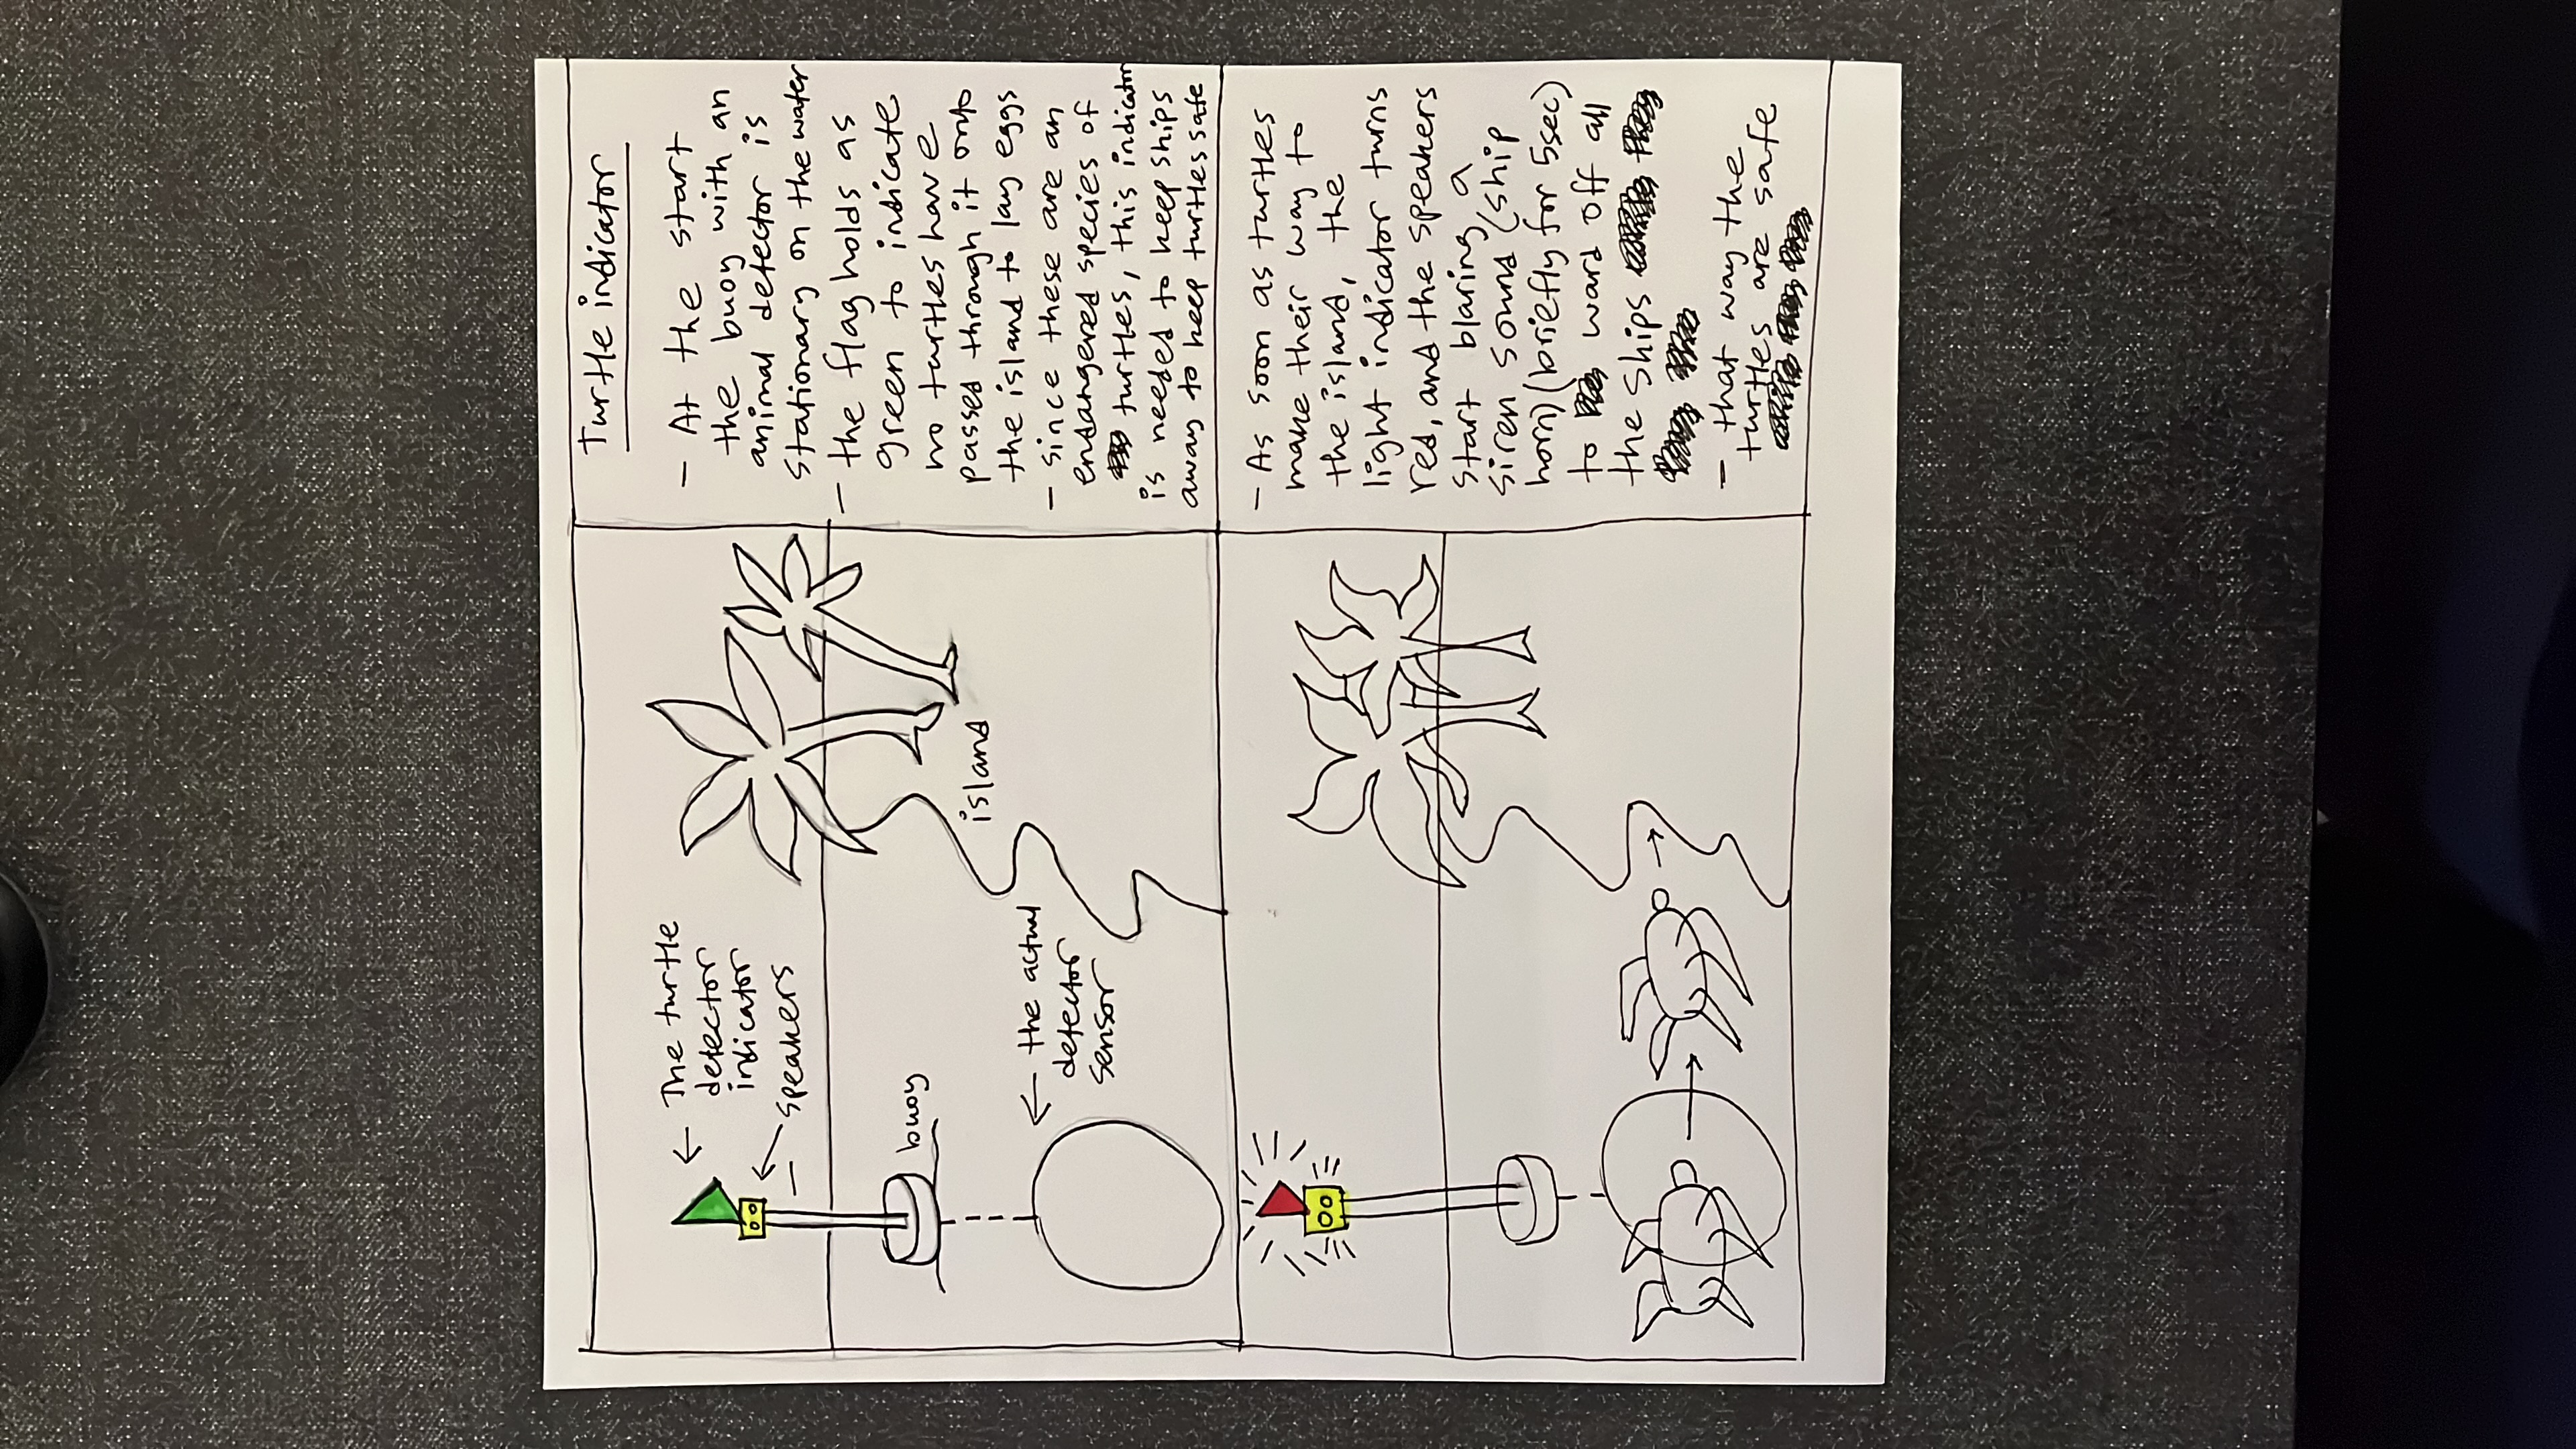 The turtle
detector
indicator
speakers
buoy
island
the actual
detector
sensor
Turtle indicator
- At the start
the buoy with an
animal detector is
stationary on the water
- the flag holds as
green to indicate
no turtles have
passed through it onto
the island to lay eggs
- since these are an
endangered species of
turtles, this indicator
is needed to keep ships
away to keep turtles safe
- As soon as turtles
make their way to
the island, the
light indicator turns
red, and the speakers
start blaring a
siren sound (ship
horn) (briefly for 5sec)
to ward off all
the ships
- that way the
turtles are safe